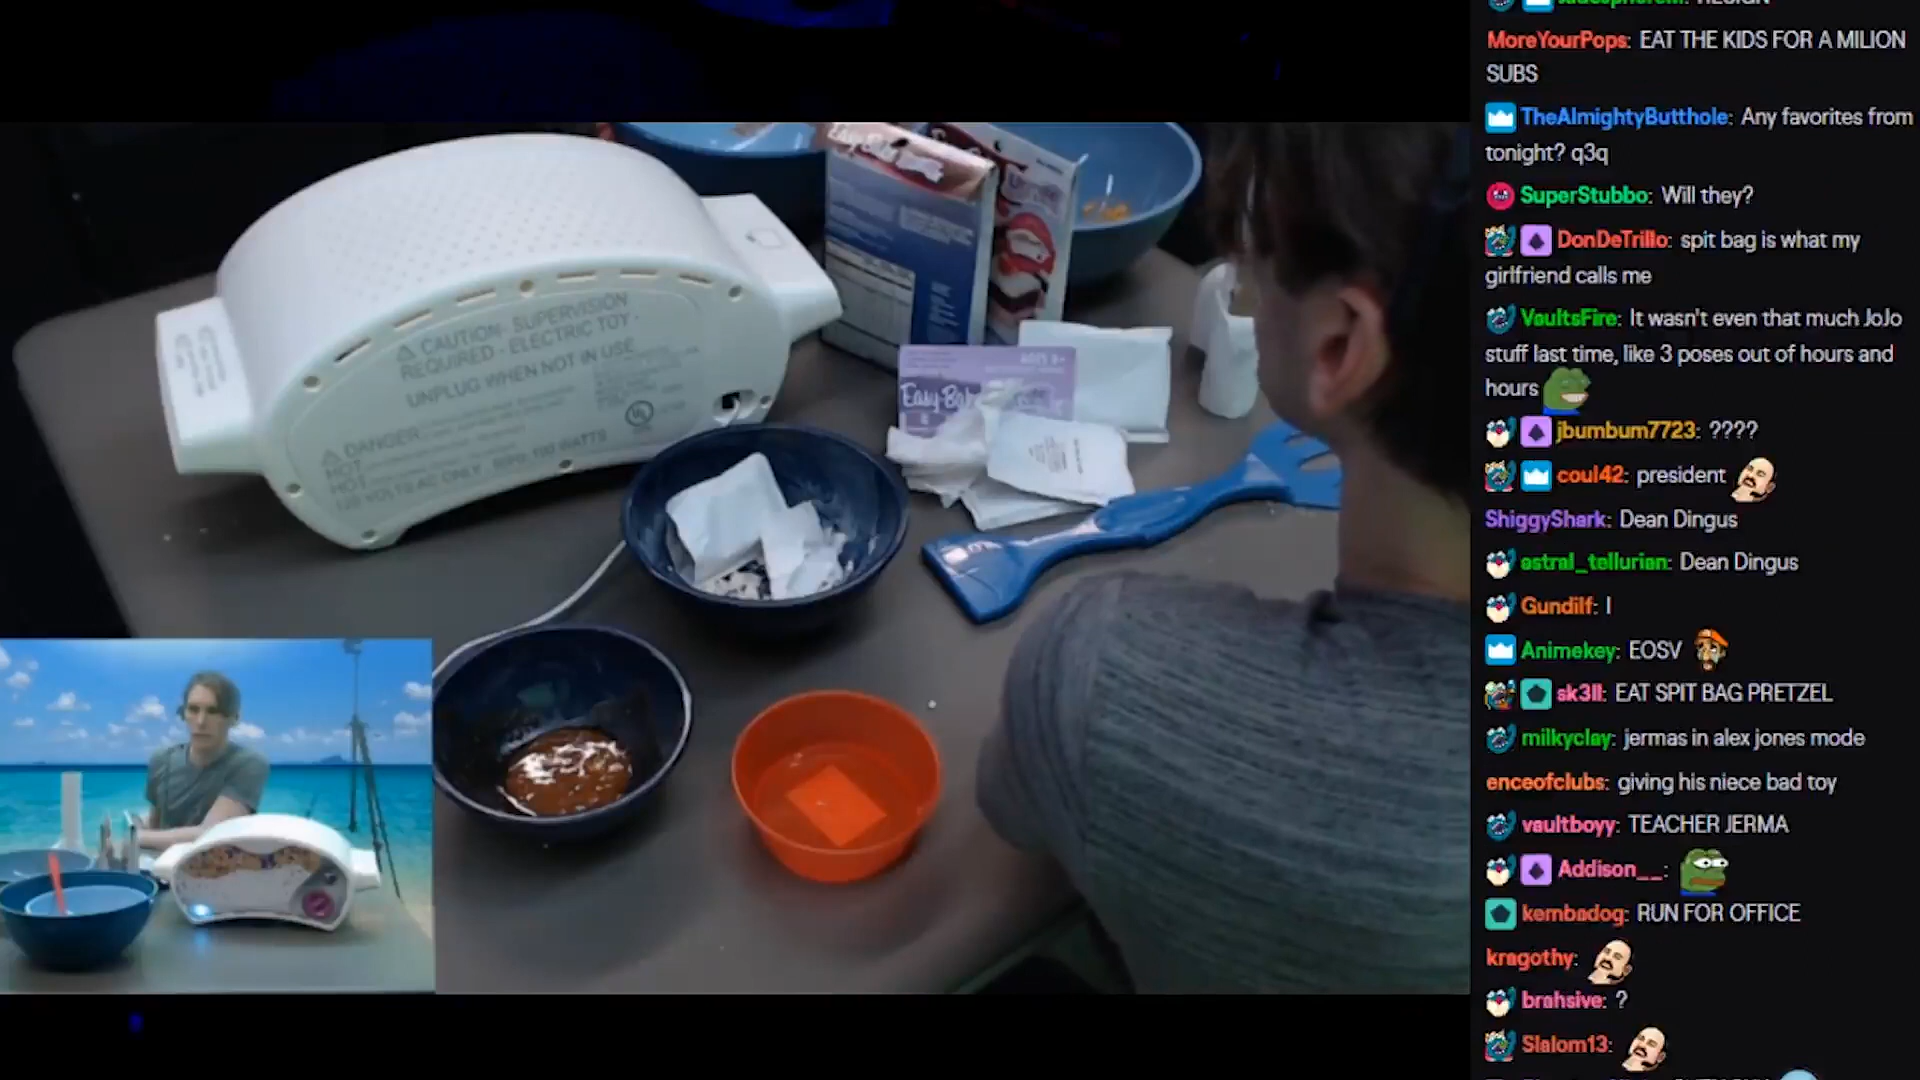 MoreYourPops: EAT THE KIDS FOR A MILION
SUBS
TheAlmightyButthole: Any favorites from
tonight? q3q
SuperStubbo: Will they?
DonDeTrillo: spit bag is what my
girlfriend calls me
VaultsFire: It wasn't even that much JoJo
stuff last time, like 3 poses out of hours and
hours
jbumbum7723: ????
coul42: president
ShiggyShark: Dean Dingus
astral_tellurian: Dean Dingus
Gundilf: I
Animekey: EOSV
sk3ll: EAT SPIT BAG PRETZEL
milkyclay: jermas in alex jones mode
enceofclubs: giving his niece bad toy
vaultboyy: TEACHER JERMA
Addison__:
kembadog: RUN FOR OFFICE
kragothy:
brahsive: ?
Slalom13:
CAUTION- SUPERVISION
REQUIRED - ELECTRIC TOY -
UNPLUG WHEN NOT IN USE
DANGER
HOT
UL
Easy-Bake